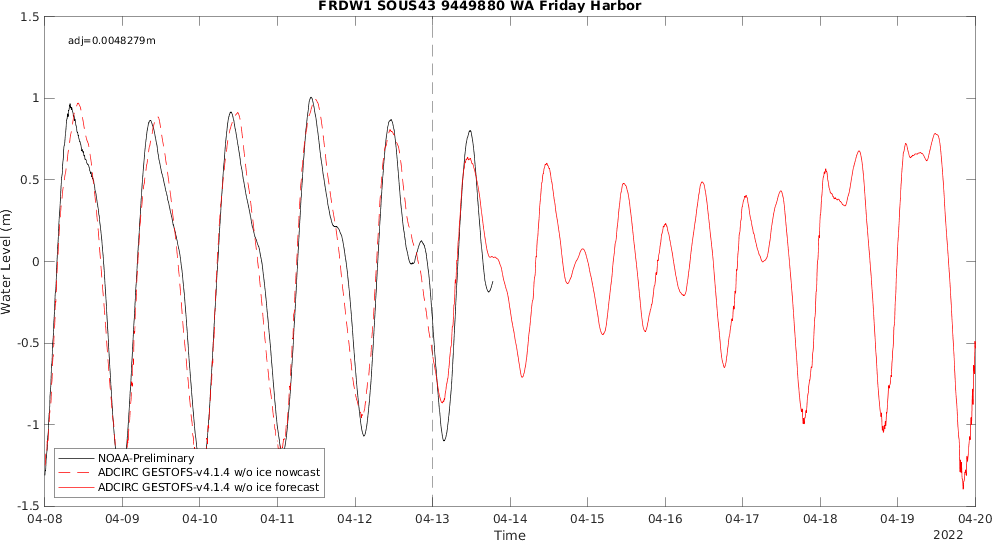 FRDW1 SOUS43 9449880 WA Friday Harbor
adj=0.0048279m
1.5
1
0.5
0
-0.5
-1
-1.5
Water Level (m)
NOAA-Preliminary
ADCIRC GESTOFS-v4.1.4 w/o ice nowcast
ADCIRC GESTOFS-v4.1.4 w/o ice forecast
04-08 04-09 04-10 04-11 04-12 04-13 04-14 04-15 04-16 04-17 04-18 04-19 04-20
Time
2022